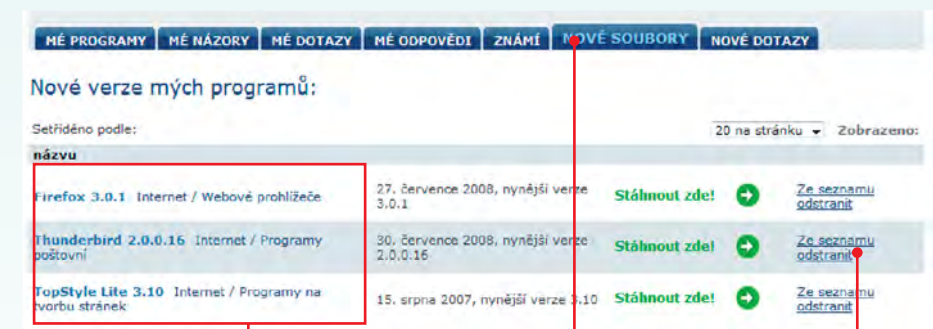 MÉ PROGRAMY MÉ NÁZORY MÉ DOTAZY MÉ ODPOVĚDI ZNÁMÍ NOVÉ SOUBORY NOVÉ DOTAZY
Nové verze mých programů:
Setříděno podle:
20 na stránku Zobrazeno:
názvu
Firefox 3.0.1 Internet / Webové prohlížeče
27. července 2008, nynější verze
3.0.1
Stáhnout zde!
Ze seznamu
odstranit
Thunderbird 2.0.0.16 Internet / Programy
poštovní
30. července 2008, nynější verze
2.0.0.16
Stáhnout zde!
Ze seznamu
odstranit
TopStyle Lite 3.10 Internet / Programy na
tvorbu stránek
15. srpna 2007, nynější verze 3.10
Stáhnout zde!
Ze seznamu
odstranit